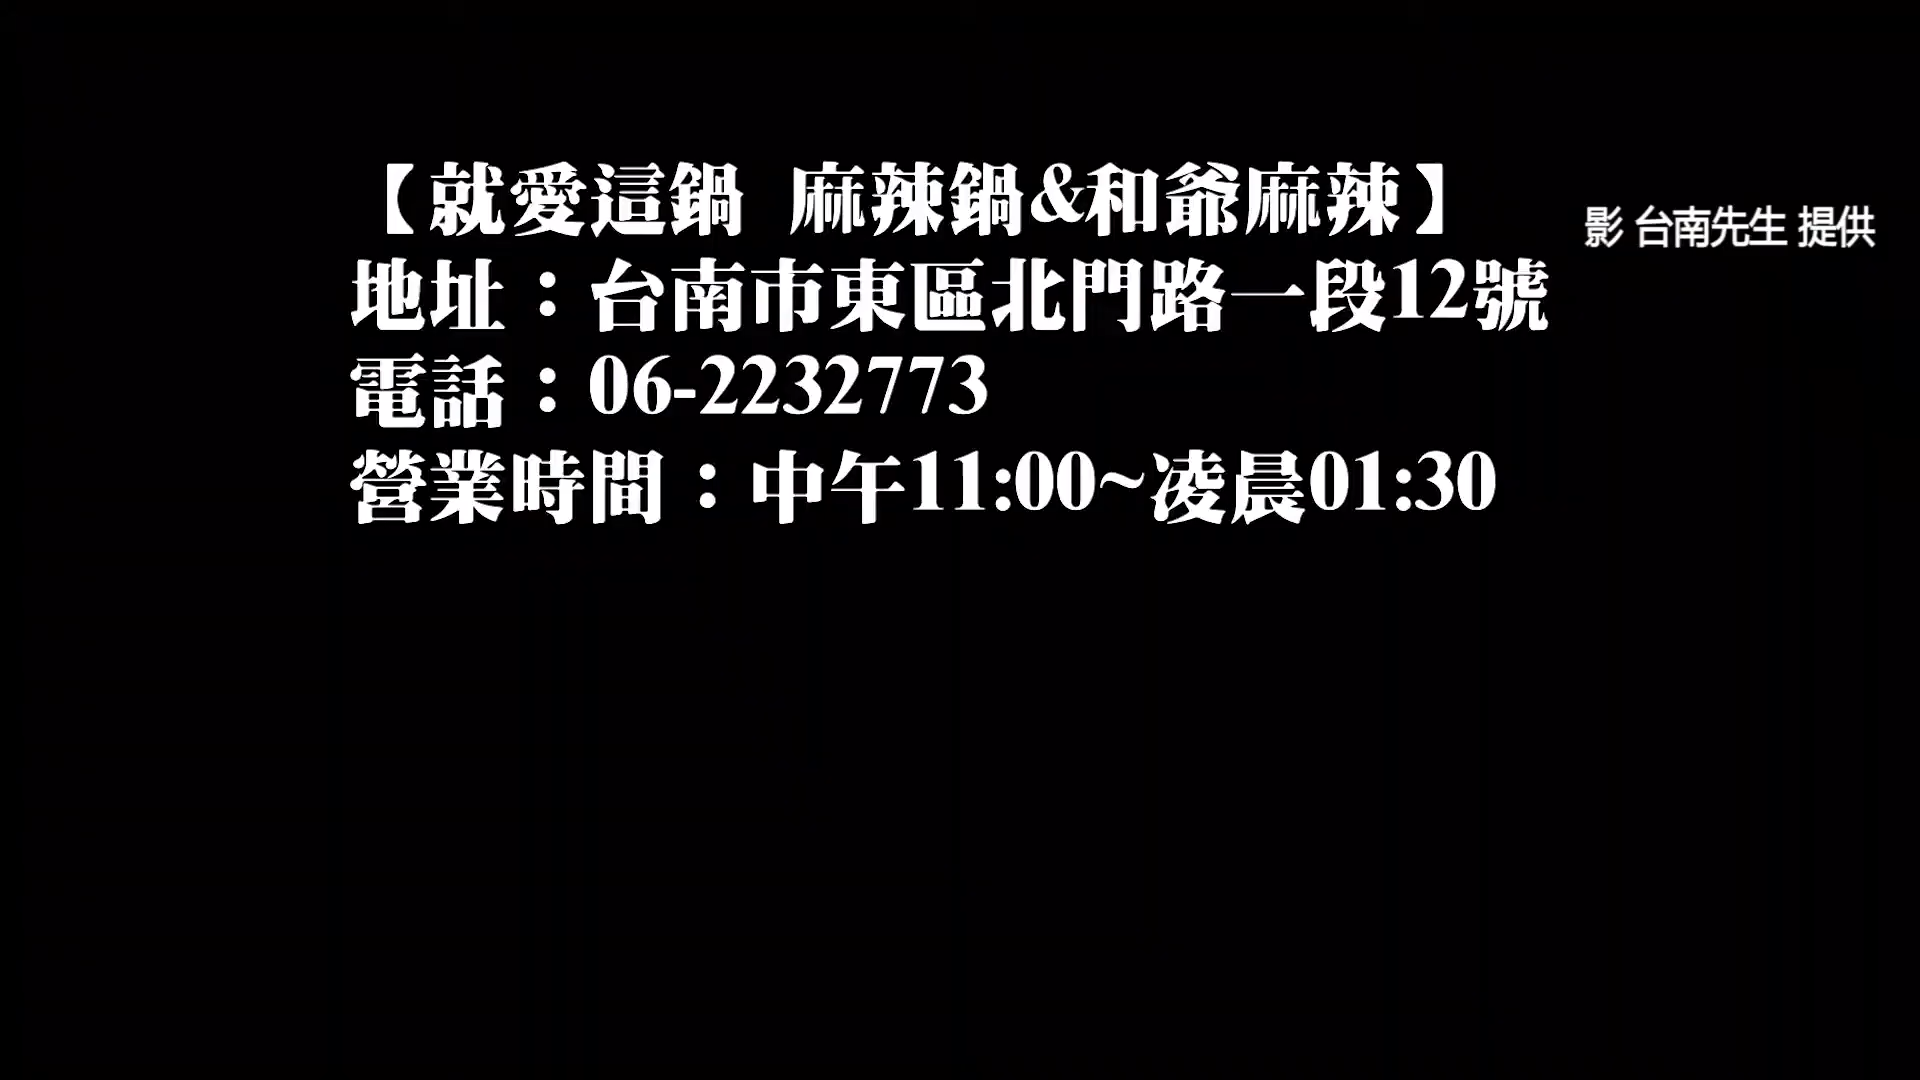 【就愛這鍋 麻辣鍋&和爺麻辣】
影 台南先生 提供
地址：台南市東區北門路一段12號
電話：06-2232773
營業時間：中午11:00~凌晨01:30